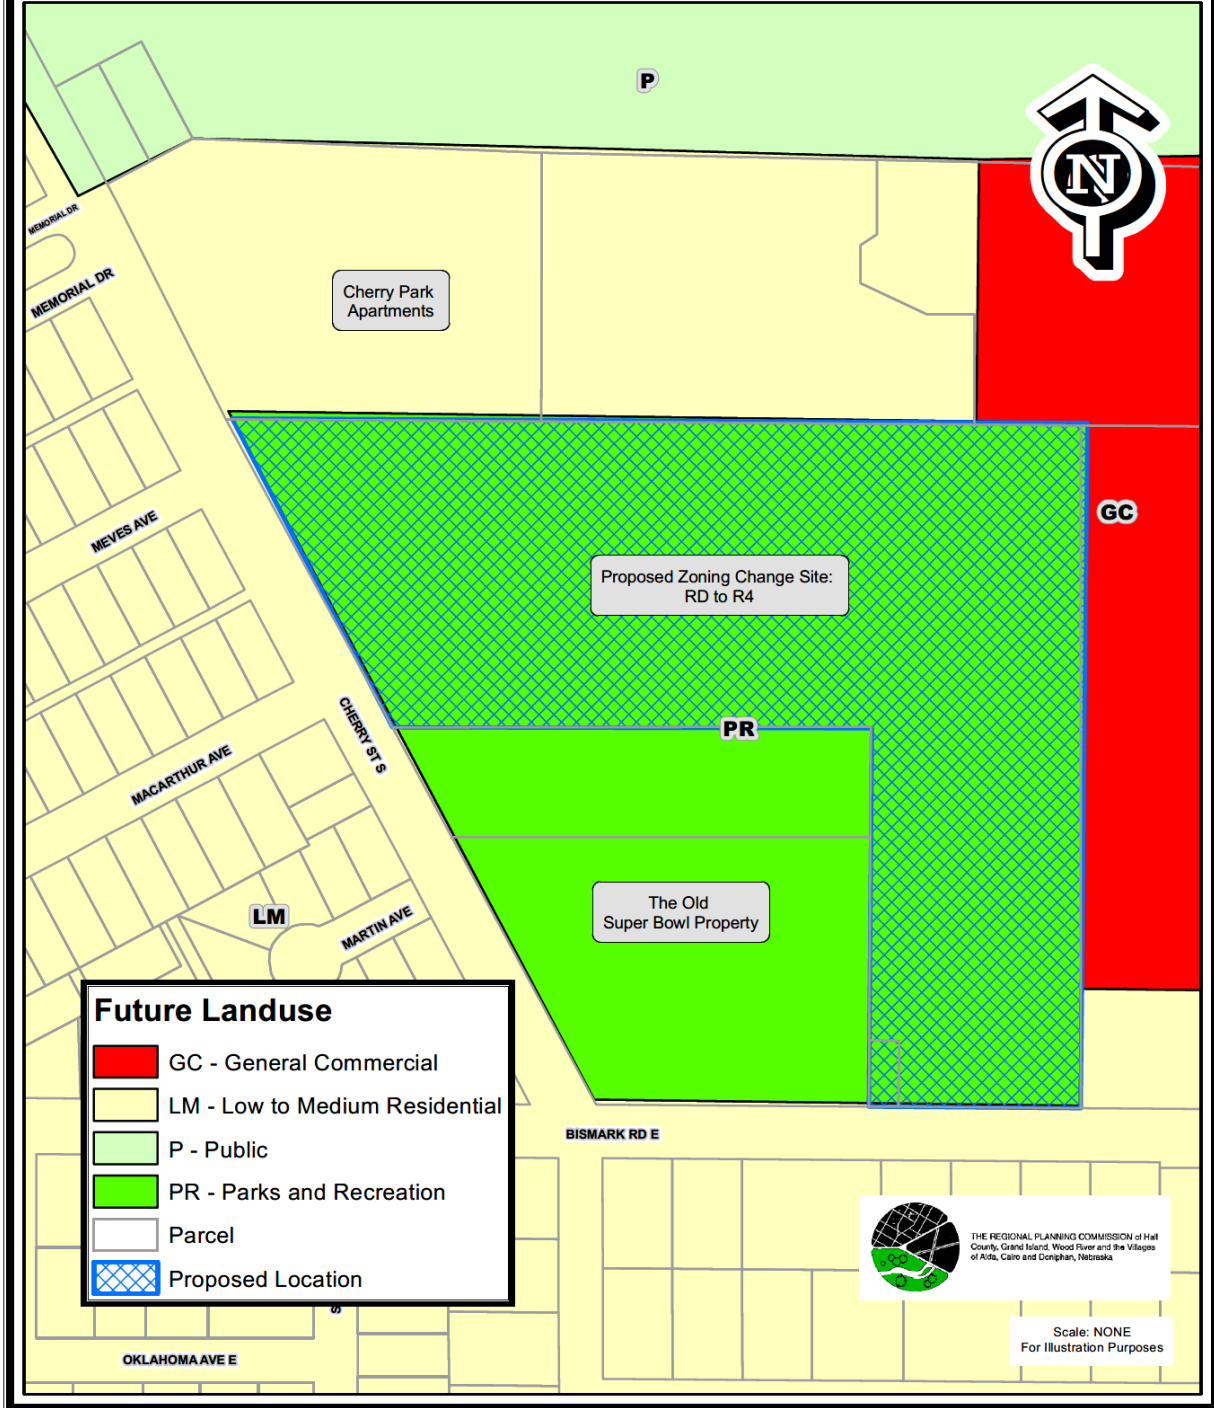 P
N
MEMORIAL DR
MEMORIAL DR
Cherry Park
Apartments
GC
MEVES AVE
Proposed Zoning Change Site:
RD to R4
CHERRY ST S
PR
MACARTHUR AVE
The Old
Super Bowl Property
LM
MARTIN AVE
Future Landuse
GC - General Commercial
LM - Low to Medium Residential
P - Public
PR - Parks and Recreation
Parcel
Proposed Location
BISMARK RD E
THE REGIONAL PLANNING COMMISSION of Hall
County, Grand Island, Wood River and the Villages
of Alda, Cairo and Doniphan, Nebraska
S
Scale: NONE
For Illustration Purposes
OKLAHOMA AVE E